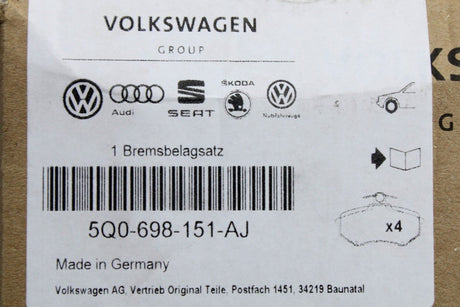 VOLKSWAGEN
GROUP
Audi
SEAT
ŠKODA
Nutzfahrzeuge
1 Bremsbelagsatz
x4
5Q0-698-151-AJ
Made in Germany
Volkswagen AG, Vertrieb Original Teile, Postfach 1451, 34219 Baunatal
KS
G